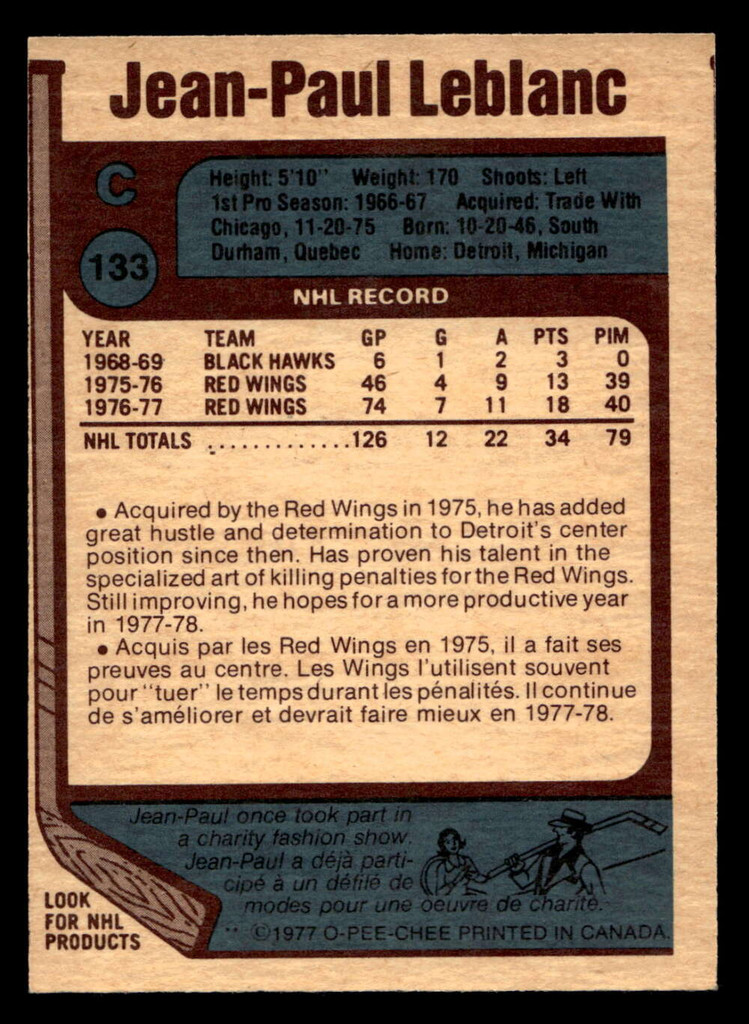 Jean-Paul Leblanc
C
133
Height: 5'10" Weight: 170 Shoots: Left
1st Pro Season: 1966-67 Acquired: Trade With
Chicago, 11-20-75 Born: 10-20-46, South
Durham, Quebec Home: Detroit, Michigan
NHL RECORD
YEAR TEAM GP G A PTS PIM
1968-69 BLACK HAWKS 6 1 2 3 0
1975-76 RED WINGS 46 4 9 13 39
1976-77 RED WINGS 74 7 11 18 40
NHL TOTALS .............126 12 22 34 79
• Acquired by the Red Wings in 1975, he has added
great hustle and determination to Detroit's center
position since then. Has proven his talent in the
specialized art of killing penalties for the Red Wings.
Still improving, he hopes for a more productive year
in 1977-78.
• Acquis par les Red Wings en 1975, il a fait ses
preuves au centre. Les Wings l'utilisent souvent
pour "tuer" le temps durant les pénalités. Il continue
de s'améliorer et devrait faire mieux en 1977-78.
Jean-Paul once took part in
a charity fashion show.
Jean-Paul a déjà parti-
cipé à un défilé de
modes pour une oeuvre de charité.
LOOK
FOR NHL
PRODUCTS
** ©1977 O-PEE-CHEE PRINTED IN CANADA.